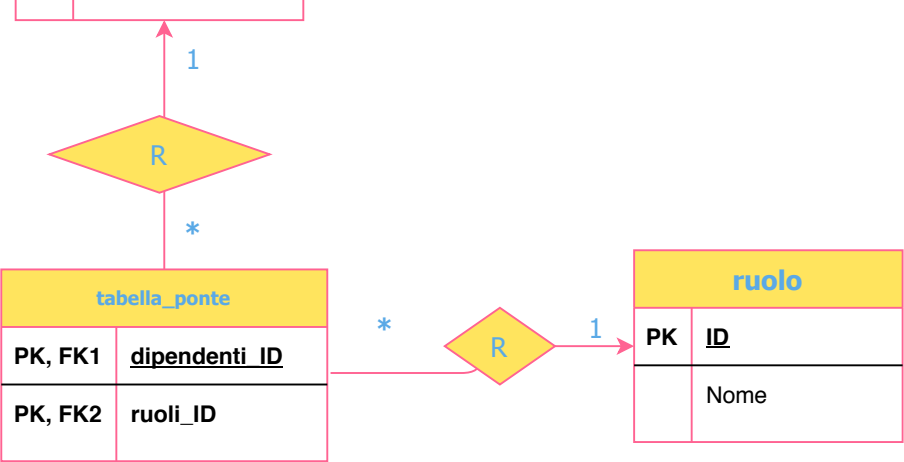 1
R
*
tabella_ponte
PK, FK1 dipendenti_ID
PK, FK2 ruoli_ID
*
R
1
ruolo
PK ID
Nome